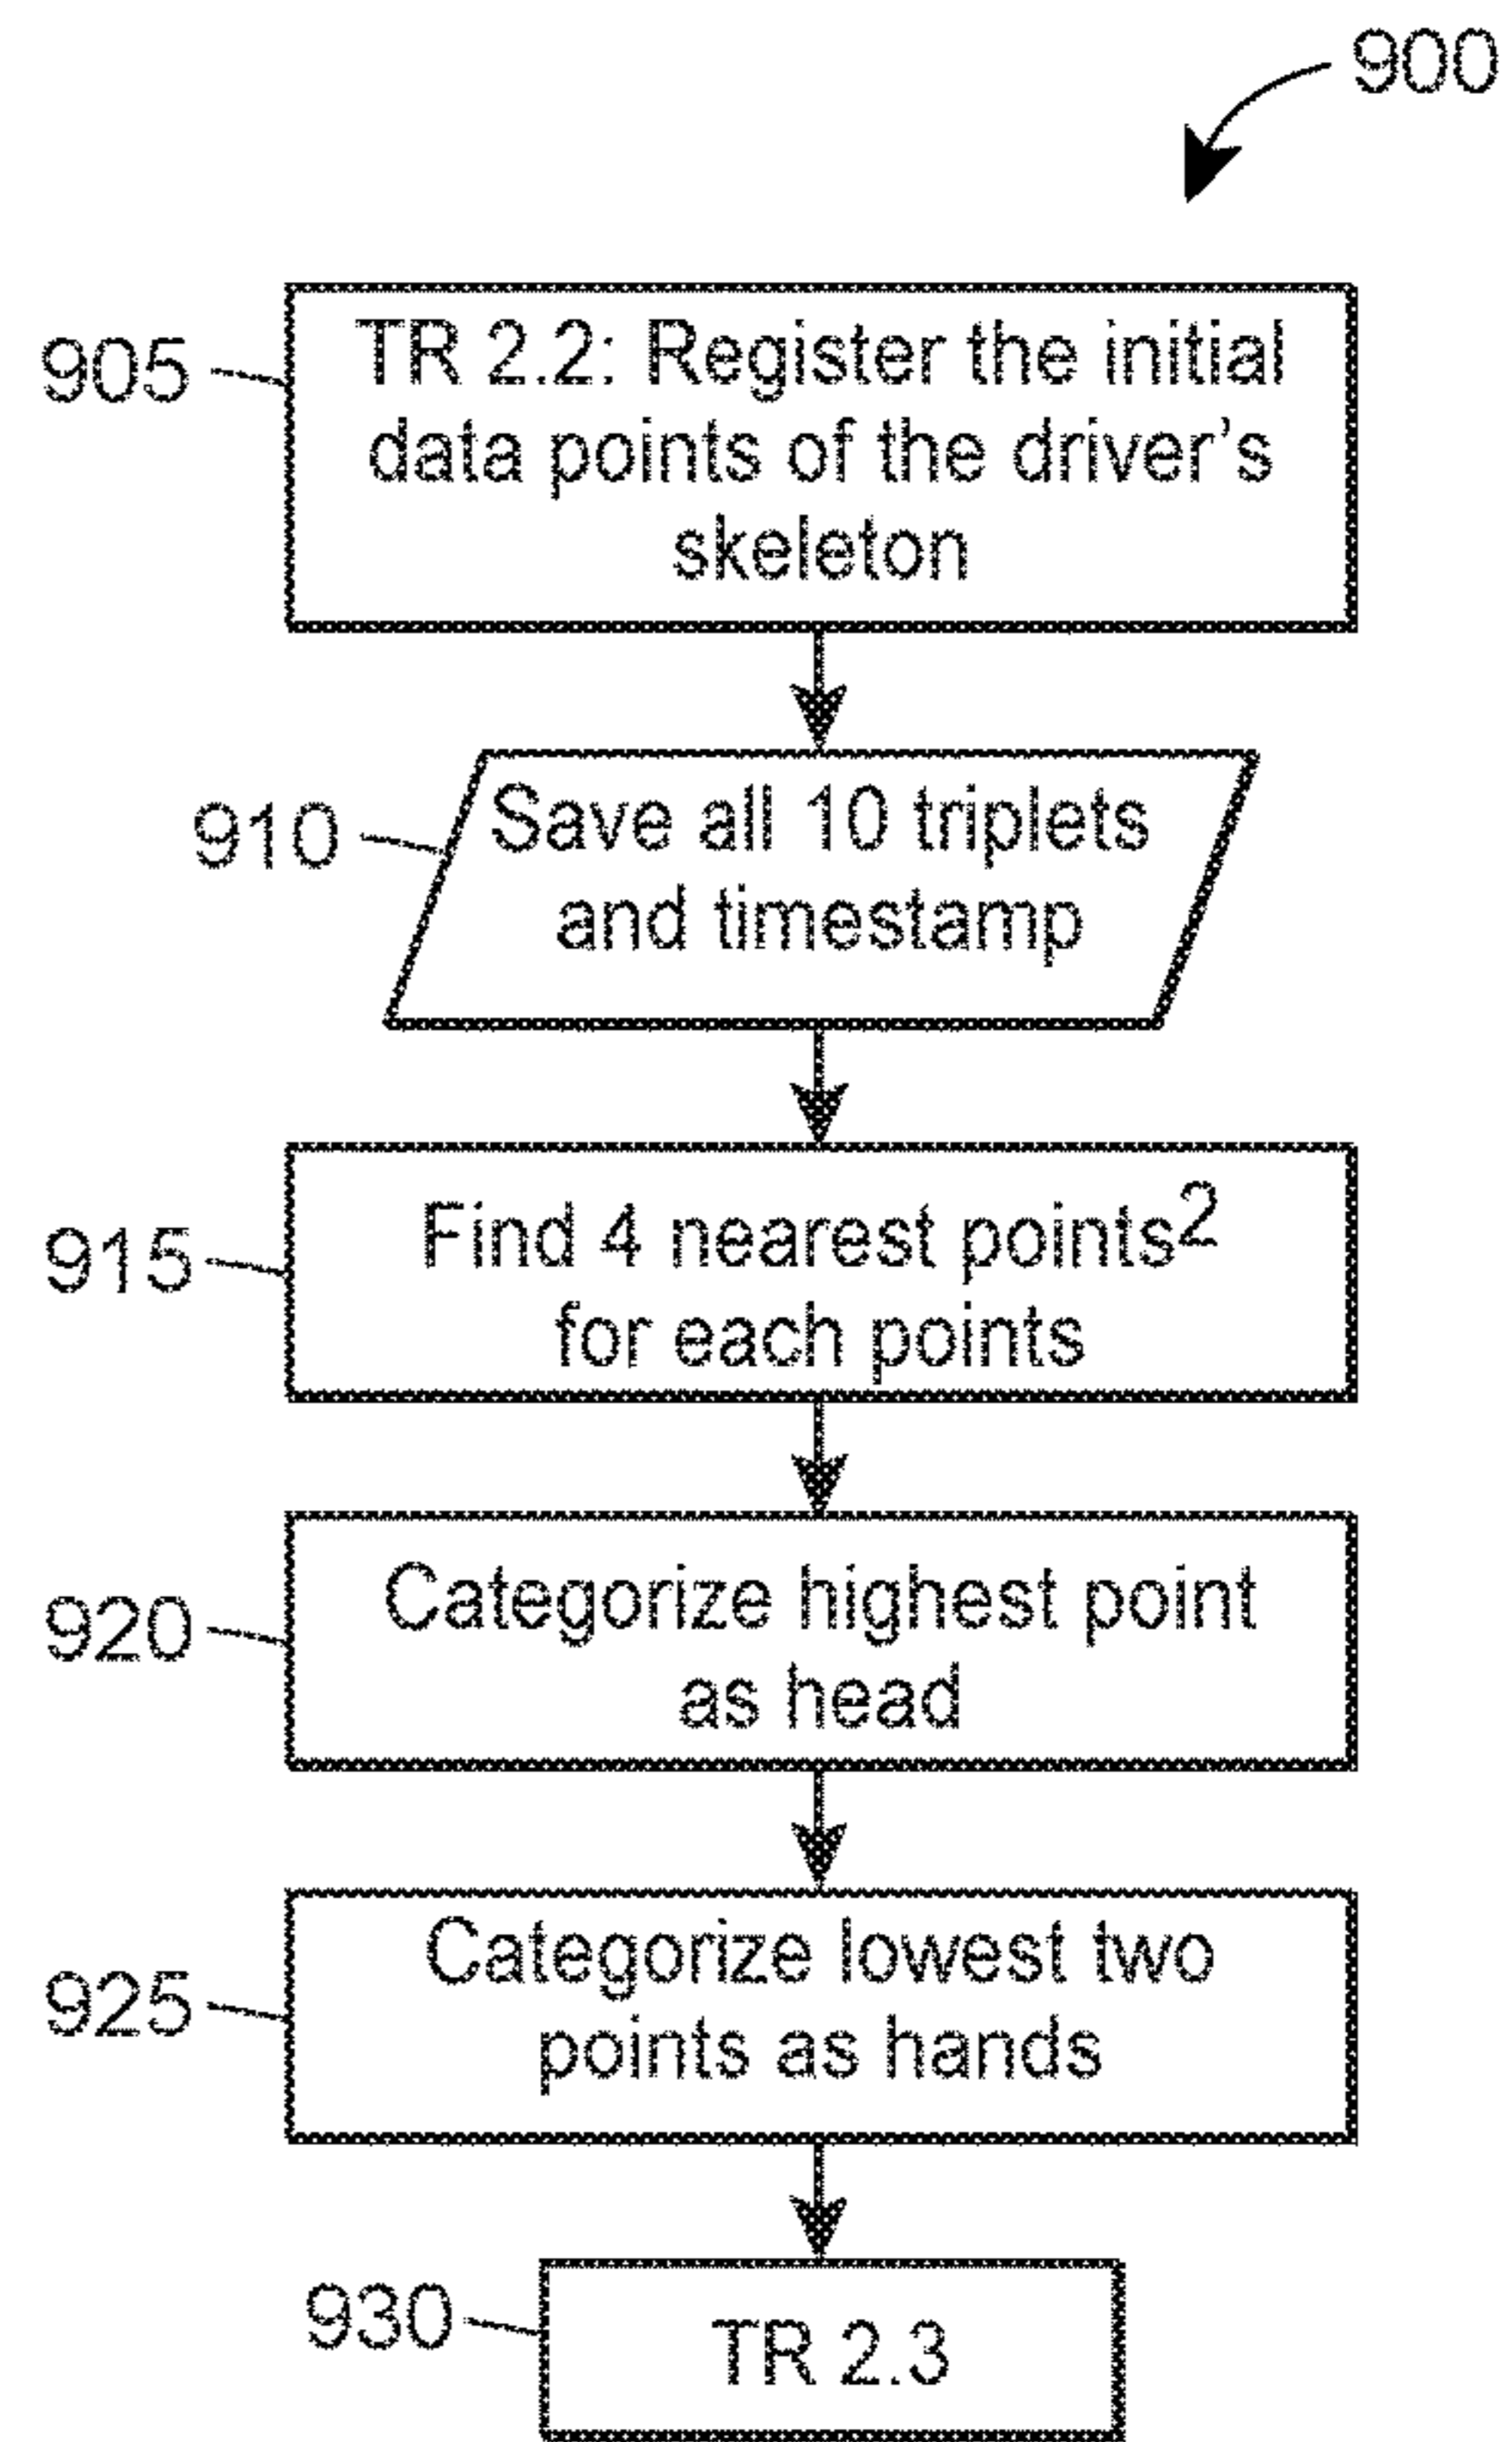 900
905
TR 2.2: Register the initial
data points of the driver's
skeleton
910
Save all 10 triplets
and timestamp
915
Find 4 nearest points2
for each points
920
Categorize highest point
as head
925
Categorize lowest two
points as hands
930
TR 2.3